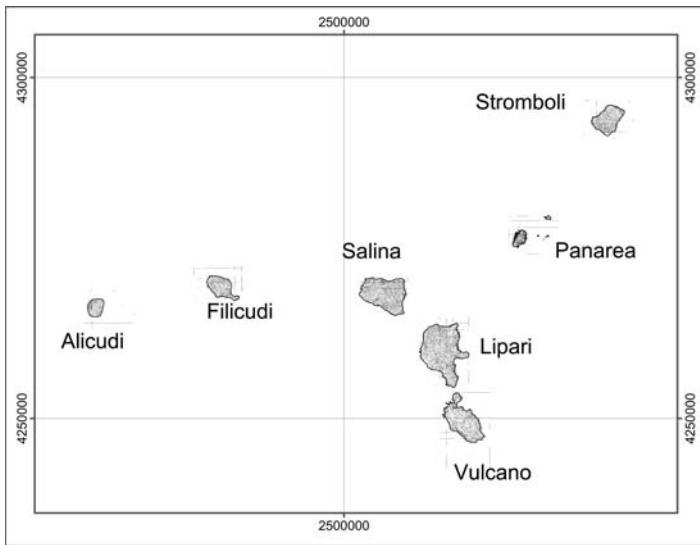 2500000
4300000
4300000
Stromboli
Panarea
Salina
Filicudi
Alicudi
Lipari
4250000
4250000
Vulcano
2500000